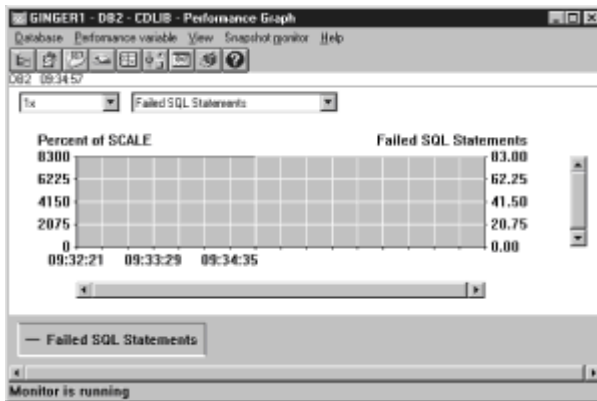 GINGER1 - DB2 - CDLIB - Performance Graph
Database Performance variable View Snapshot monitor Help
DB2 09:34:57
1x Failed SQL Statements
Percent of SCALE Failed SQL Statements
8300 83.00
6225 62.25
4150 41.50
2075 20.75
0 0.00
09:32:21 09:33:29 09:34:35
— Failed SQL Statements
Monitor is running